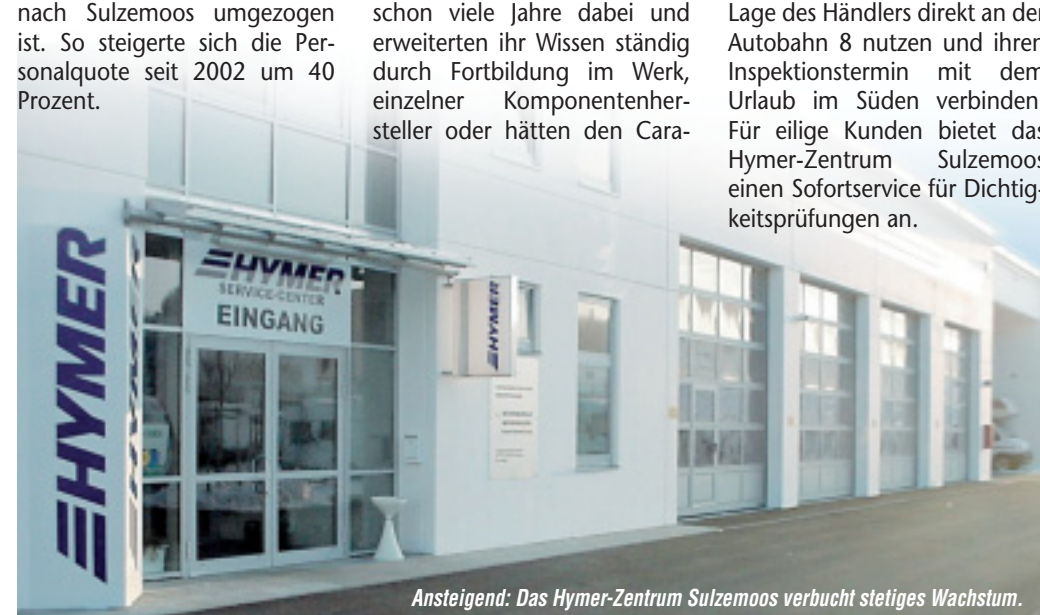 nach Sulzemoos umgezogen
ist. So steigerte sich die Per-
sonalquote seit 2002 um 40
Prozent.
schon viele Jahre dabei und
erweiterten ihr Wissen ständig
durch Fortbildung im Werk,
einzelner Komponentenher-
steller oder hätten den Cara-
Lage des Händlers direkt an der
Autobahn 8 nutzen und ihren
Inspektionstermin mit dem
Urlaub im Süden verbinden.
Für eilige Kunden bietet das
Hymer-Zentrum Sulzemoos
einen Sofortservice für Dichtig-
keitsprüfungen an.
HYMER
HYMER
SERVICE-CENTER
EINGANG
HYMER
Ansteigend: Das Hymer-Zentrum Sulzemoos verbucht stetiges Wachstum.